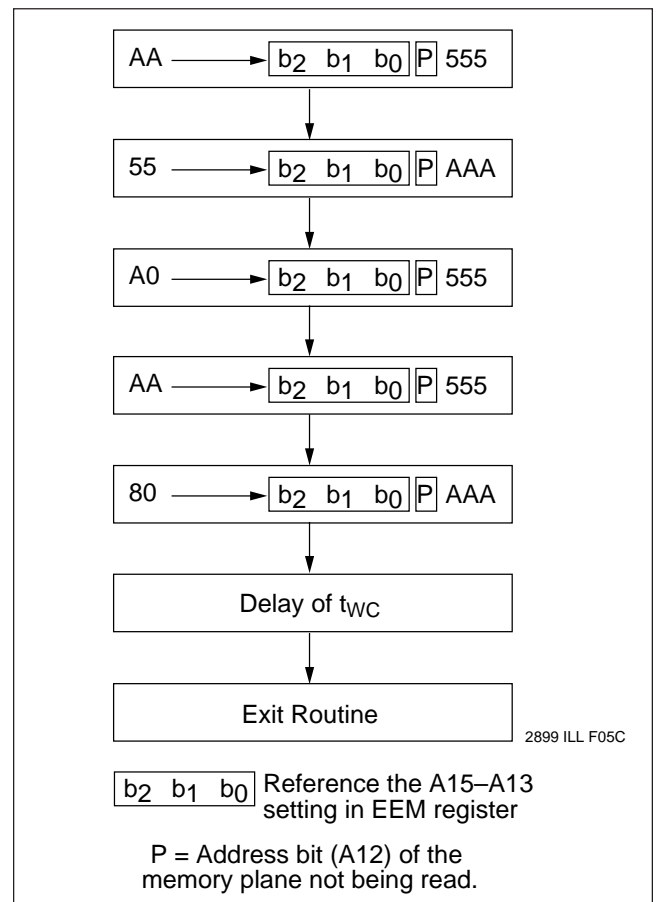 AA b2 b1 b0 P 555
55 b2 b1 b0 P AAA
A0 b2 b1 b0 P 555
AA b2 b1 b0 P 555
80 b2 b1 b0 P AAA
Delay of tWC
Exit Routine
2899 ILL F05C
b2 b1 b0 Reference the A15–A13
setting in EEM register
P = Address bit (A12) of the
memory plane not being read.